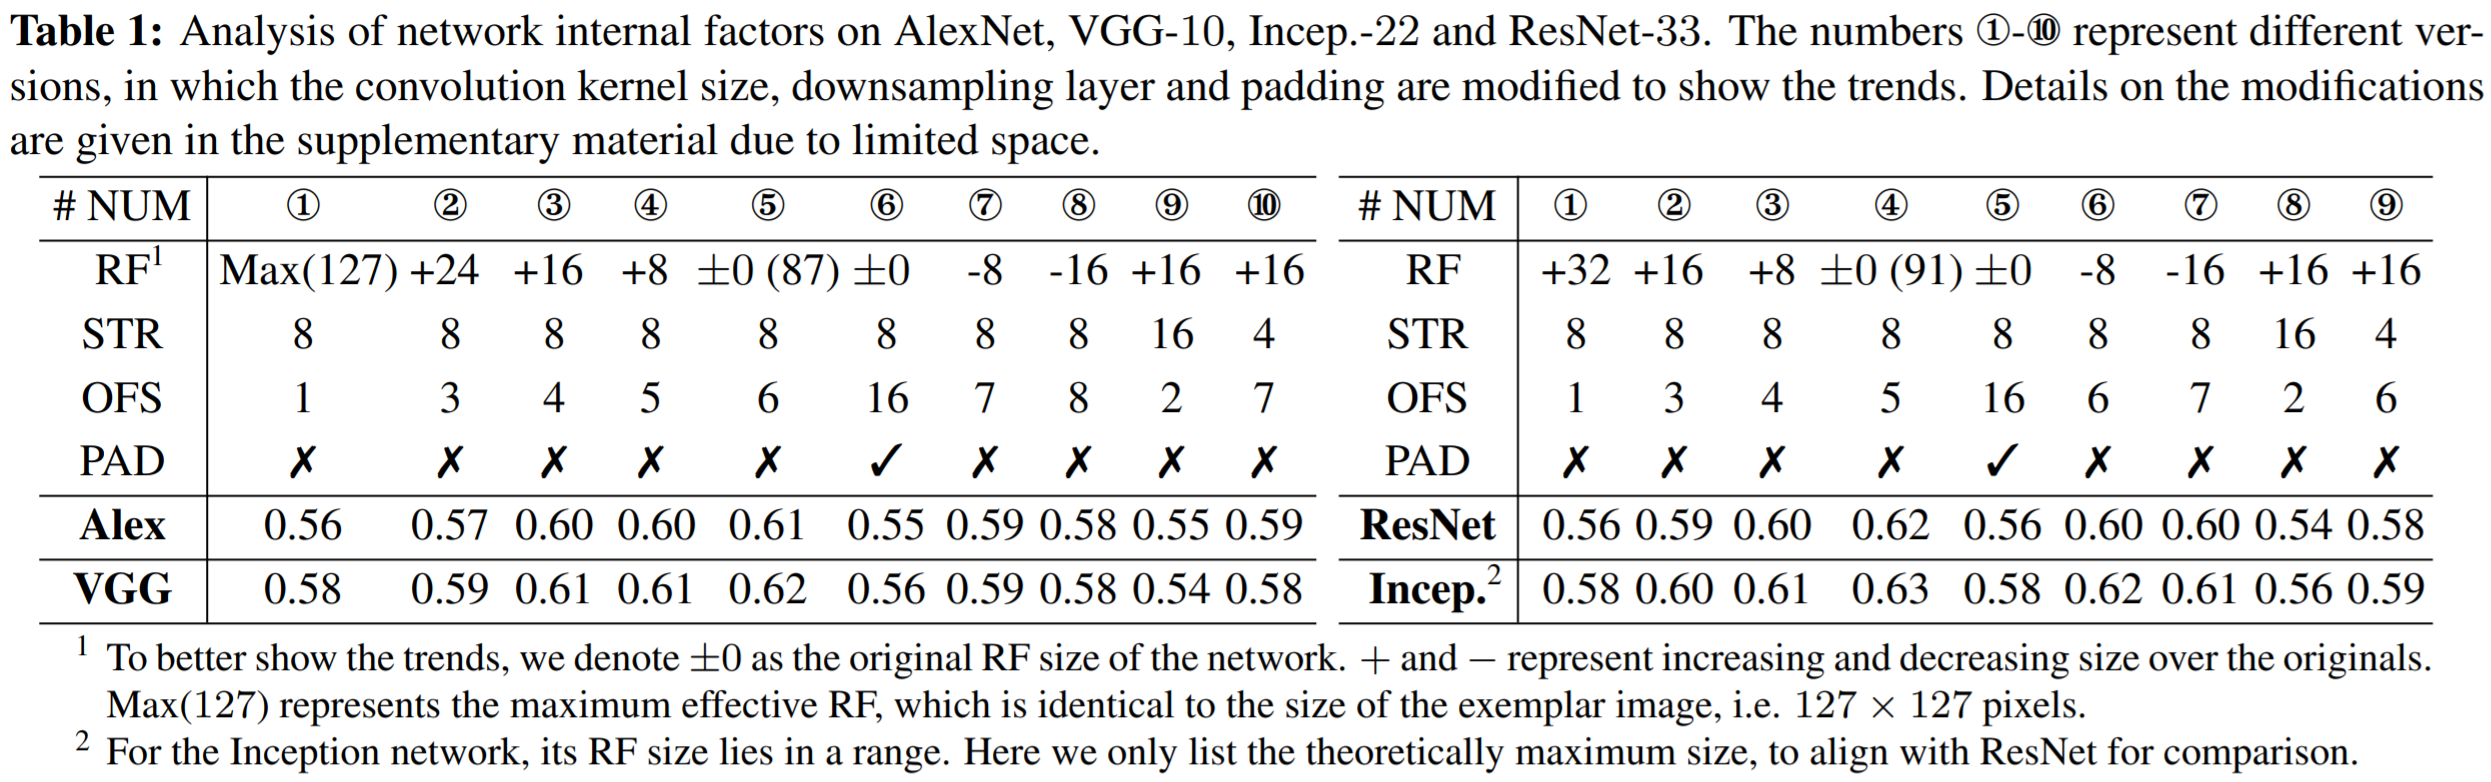 Table 1: Analysis of network internal factors on AlexNet, VGG-10, Incep.-22 and ResNet-33. The numbers ①-⑩ represent different ver-
sions, in which the convolution kernel size, downsampling layer and padding are modified to show the trends. Details on the modifications
are given in the supplementary material due to limited space.
# NUM ① ② ③ ④ ⑤ ⑥ ⑦ ⑧ ⑨ ⑩ # NUM ① ② ③ ④ ⑤ ⑥ ⑦ ⑧ ⑨
RF¹ Max(127) +24 +16 +8 ±0 (87) ±0 -8 -16 +16 +16 RF +32 +16 +8 ±0 (91) ±0 -8 -16 +16 +16
STR 8 8 8 8 8 8 8 8 16 4 STR 8 8 8 8 8 8 8 16 4
OFS 1 3 4 5 6 16 7 8 2 7 OFS 1 3 4 5 16 6 7 2 6
PAD ✗ ✗ ✗ ✗ ✗ ✓ ✗ ✗ ✗ ✗ PAD ✗ ✗ ✗ ✗ ✓ ✗ ✗ ✗ ✗
Alex 0.56 0.57 0.60 0.60 0.61 0.55 0.59 0.58 0.55 0.59 ResNet 0.56 0.59 0.60 0.62 0.56 0.60 0.60 0.54 0.58
VGG 0.58 0.59 0.61 0.61 0.62 0.56 0.59 0.58 0.54 0.58 Incep.² 0.58 0.60 0.61 0.63 0.58 0.62 0.61 0.56 0.59
¹ To better show the trends, we denote ±0 as the original RF size of the network. + and − represent increasing and decreasing size over the originals.
Max(127) represents the maximum effective RF, which is identical to the size of the exemplar image, i.e. 127 × 127 pixels.
² For the Inception network, its RF size lies in a range. Here we only list the theoretically maximum size, to align with ResNet for comparison.